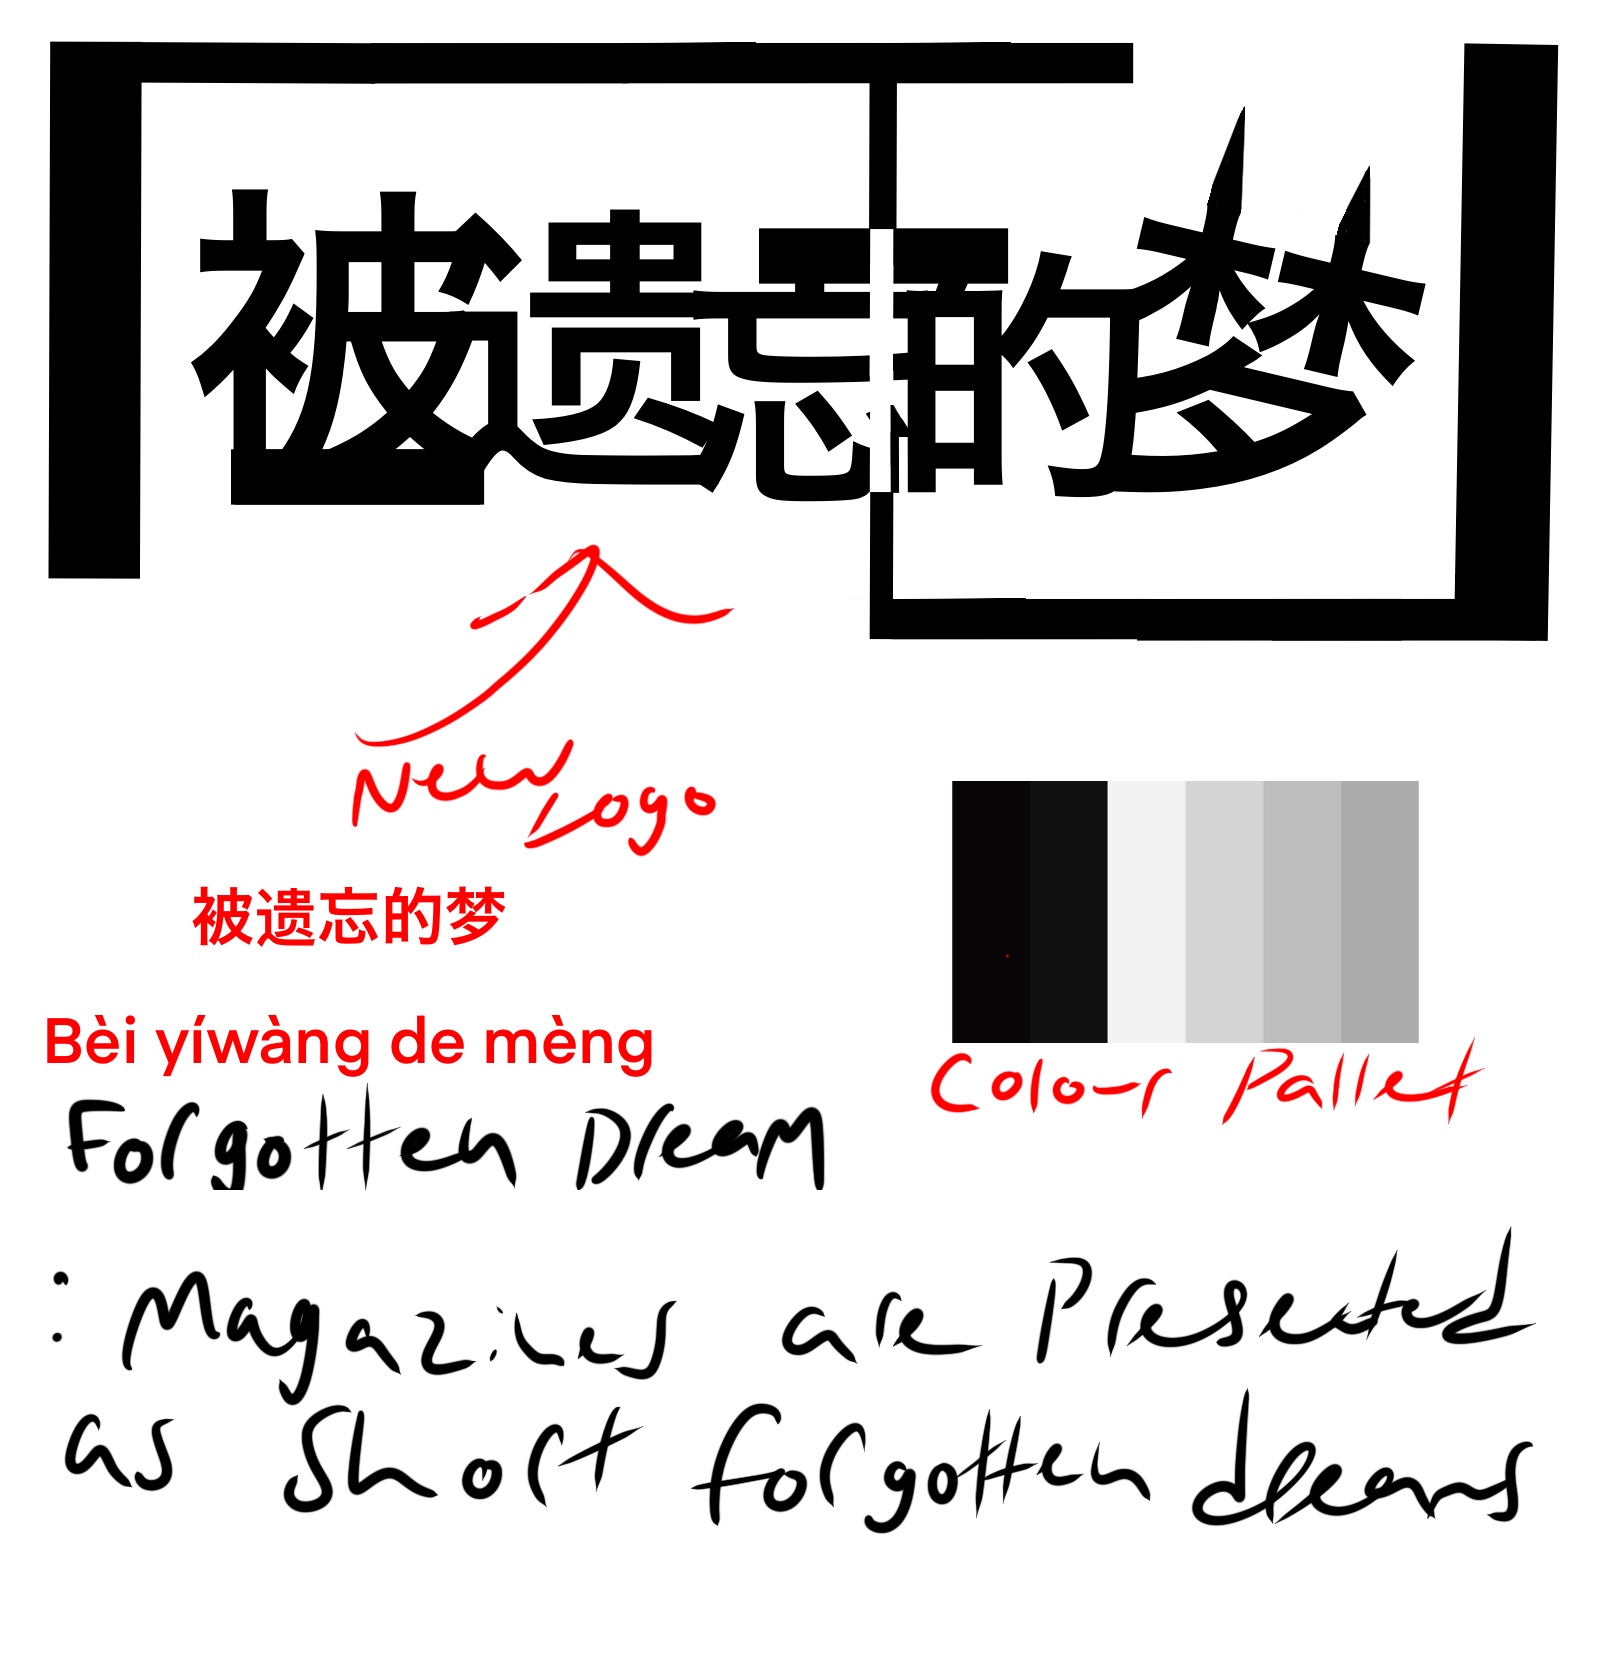 被遗忘的梦
New
Logo
被遗忘的梦
Bèi yíwàng de mèng
Forgotten Dream
Colour Pallet
: Magazines are Presented
as Short forgotten dreams